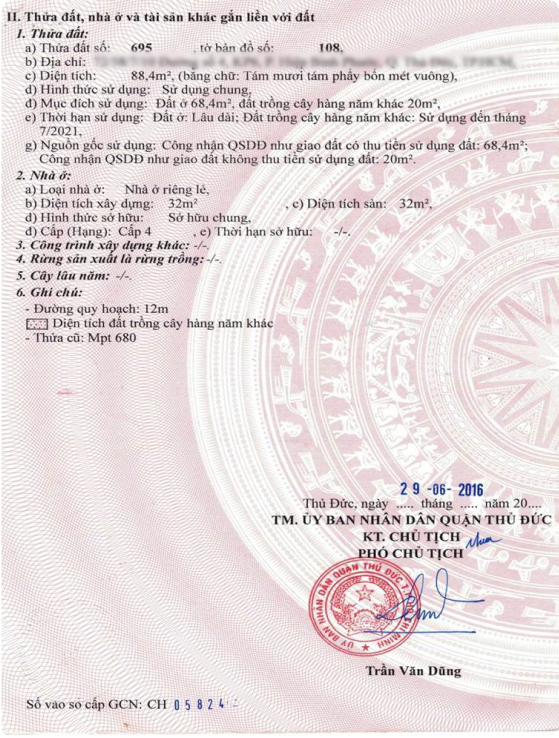 II. Thửa đất, nhà ở và tài sản khác gắn liền với đất
1. Thửa đất:
a) Thửa đất số: 695 , tờ bản đồ số: 108,
b) Địa chỉ:
c) Diện tích: 88,4m², (bằng chữ: Tám mươi tám phẩy bốn mét vuông),
d) Hình thức sử dụng: Sử dụng chung,
đ) Mục đích sử dụng: Đất ở 68,4m², đất trồng cây hàng năm khác 20m²,
e) Thời hạn sử dụng: Đất ở: Lâu dài; Đất trồng cây hàng năm khác: Sử dụng đến tháng
7/2021,
g) Nguồn gốc sử dụng: Công nhận QSDĐ như giao đất có thu tiền sử dụng đất: 68,4m²;
Công nhận QSDĐ như giao đất không thu tiền sử dụng đất: 20m².
2. Nhà ở:
a) Loại nhà ở: Nhà ở riêng lẻ,
b) Diện tích xây dựng: 32m² , c) Diện tích sàn: 32m²,
d) Hình thức sở hữu: Sở hữu chung,
đ) Cấp (Hạng): Cấp 4 , e) Thời hạn sở hữu: -/-.
3. Công trình xây dựng khác: -/-.
4. Rừng sản xuất là rừng trồng: -/-.
5. Cây lâu năm: -/-.
6. Ghi chú:
- Đường quy hoạch: 12m
Diện tích đất trồng cây hàng năm khác
- Thửa cũ: Mpt 680
29-06-2016
Thủ Đức, ngày ..... tháng ..... năm 20....
TM. ỦY BAN NHÂN DÂN QUẬN THỦ ĐỨC
KT. CHỦ TỊCH
PHÓ CHỦ TỊCH
ỦY BAN NHÂN DÂN QUẬN THỦ ĐỨC T.P HỒ CHÍ MINH
Trần Văn Dũng
Số vào sổ cấp GCN: CH 05824